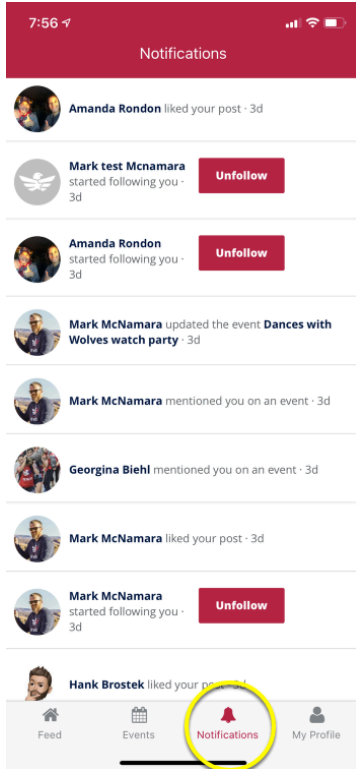 7:56
Notifications
Amanda Rondon liked your post · 3d
Mark test Mcnamara
started following you ·
3d
Unfollow
Amanda Rondon
started following you ·
3d
Unfollow
Mark McNamara updated the event Dances with
Wolves watch party · 3d
Mark McNamara mentioned you on an event · 3d
Georgina Biehl mentioned you on an event · 3d
Mark McNamara liked your post · 3d
Mark McNamara
started following you ·
3d
Unfollow
Hank Brostek liked your post · 3d
Feed
Events
Notifications
My Profile